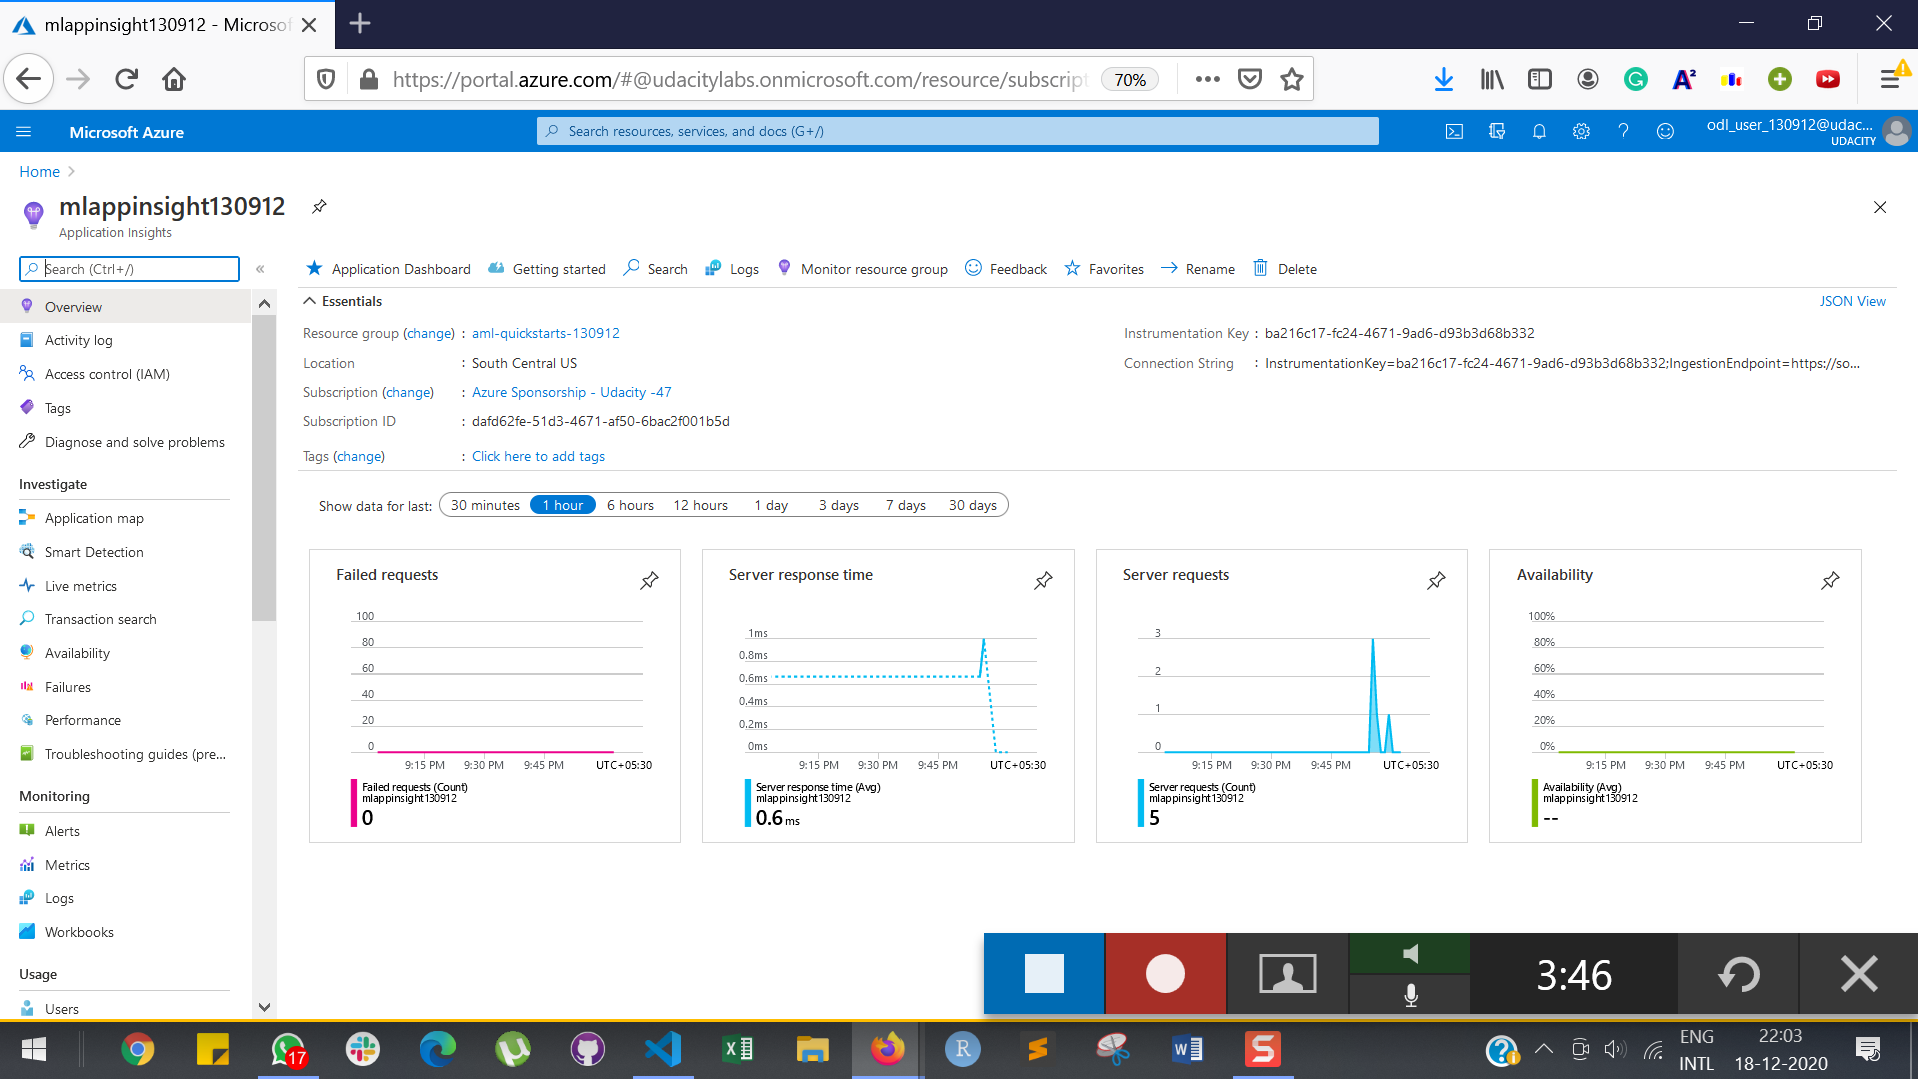 mlappinsight130912 - Microsof
https://portal.azure.com/#@udacitylabs.onmicrosoft.com/resource/subscript
70%
Microsoft Azure
Search resources, services, and docs (G+/)
odl_user_130912@udac...
UDACITY
Home
mlappinsight130912
Application Insights
Search (Ctrl+/)
Application Dashboard
Getting started
Search
Logs
Monitor resource group
Feedback
Favorites
Rename
Delete
Overview
Activity log
Access control (IAM)
Tags
Diagnose and solve problems
Investigate
Application map
Smart Detection
Live metrics
Transaction search
Availability
Failures
Performance
Troubleshooting guides (pre...
Monitoring
Alerts
Metrics
Logs
Workbooks
Usage
Users
Essentials
JSON View
Resource group (change) : aml-quickstarts-130912
Location : South Central US
Subscription (change) : Azure Sponsorship - Udacity -47
Subscription ID : dafd62fe-51d3-4671-af50-6bac2f001b5d
Tags (change) : Click here to add tags
Instrumentation Key : ba216c17-fc24-4671-9ad6-d93b3d68b332
Connection String : InstrumentationKey=ba216c17-fc24-4671-9ad6-d93b3d68b332;IngestionEndpoint=https://so...
Show data for last: 30 minutes 1 hour 6 hours 12 hours 1 day 3 days 7 days 30 days
Failed requests
100
80
60
40
20
0
9:15 PM 9:30 PM 9:45 PM UTC+05:30
Failed requests (Count)
mlappinsight130912
0
Server response time
1ms
0.8ms
0.6ms
0.4ms
0.2ms
0ms
9:15 PM 9:30 PM 9:45 PM UTC+05:30
Server response time (Avg)
mlappinsight130912
0.6 ms
Server requests
3
2
1
0
9:15 PM 9:30 PM 9:45 PM UTC+05:30
Server requests (Count)
mlappinsight130912
5
Availability
100%
80%
60%
40%
20%
0%
9:15 PM 9:30 PM 9:45 PM UTC+05:30
Availability (Avg)
mlappinsight130912
--
3:46
17
ENG
INTL
22:03
18-12-2020